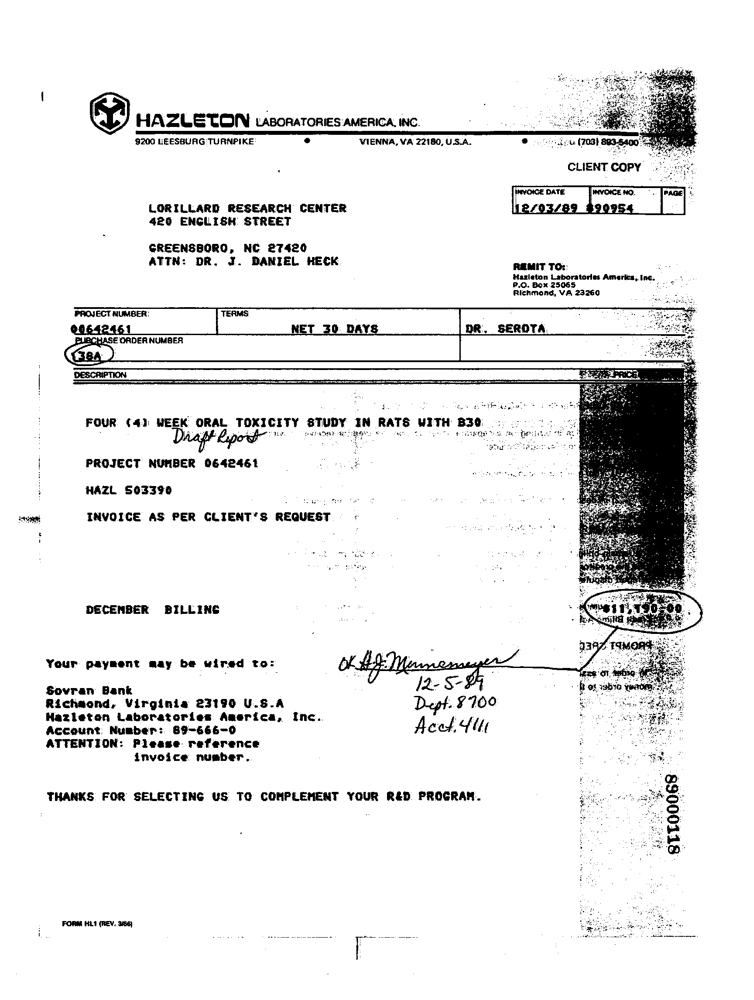 HAZLETON LABORATORIES AMERICA, INC.
9200 LEESBURG TURNPIKE • VIENNA, VA 22180, U.S.A. • (703) 893-5400
CLIENT COPY
INVOICE DATE INVOICE NO. PAGE
12/03/89 890954
LORILLARD RESEARCH CENTER
420 ENGLISH STREET
GREENSBORO, NC 27420
ATTN: DR. J. DANIEL HECK
REMIT TO:
Hazleton Laboratories America, Inc.
P.O. Box 25065
Richmond, VA 23260
PROJECT NUMBER: TERMS
00642461 NET 30 DAYS DR. SEROTA
PURCHASE ORDER NUMBER
138A
DESCRIPTION PRICE
FOUR (4) WEEK ORAL TOXICITY STUDY IN RATS WITH B30
Draft Report
PROJECT NUMBER 0642461
HAZL 503390
INVOICE AS PER CLIENT'S REQUEST
DECEMBER BILLING $11,190.00
Your payment may be wired to:
OK A.J. Mennemeyer
12-5-89
Sovran Bank
Dept. 8700
Richmond, Virginia 23190 U.S.A
Hazleton Laboratories America, Inc.
Acct. 4111
Account Number: 89-666-0
ATTENTION: Please reference
invoice number.
THANKS FOR SELECTING US TO COMPLEMENT YOUR R&D PROGRAM.
89000118
FORM HL1 (REV. 3/86)